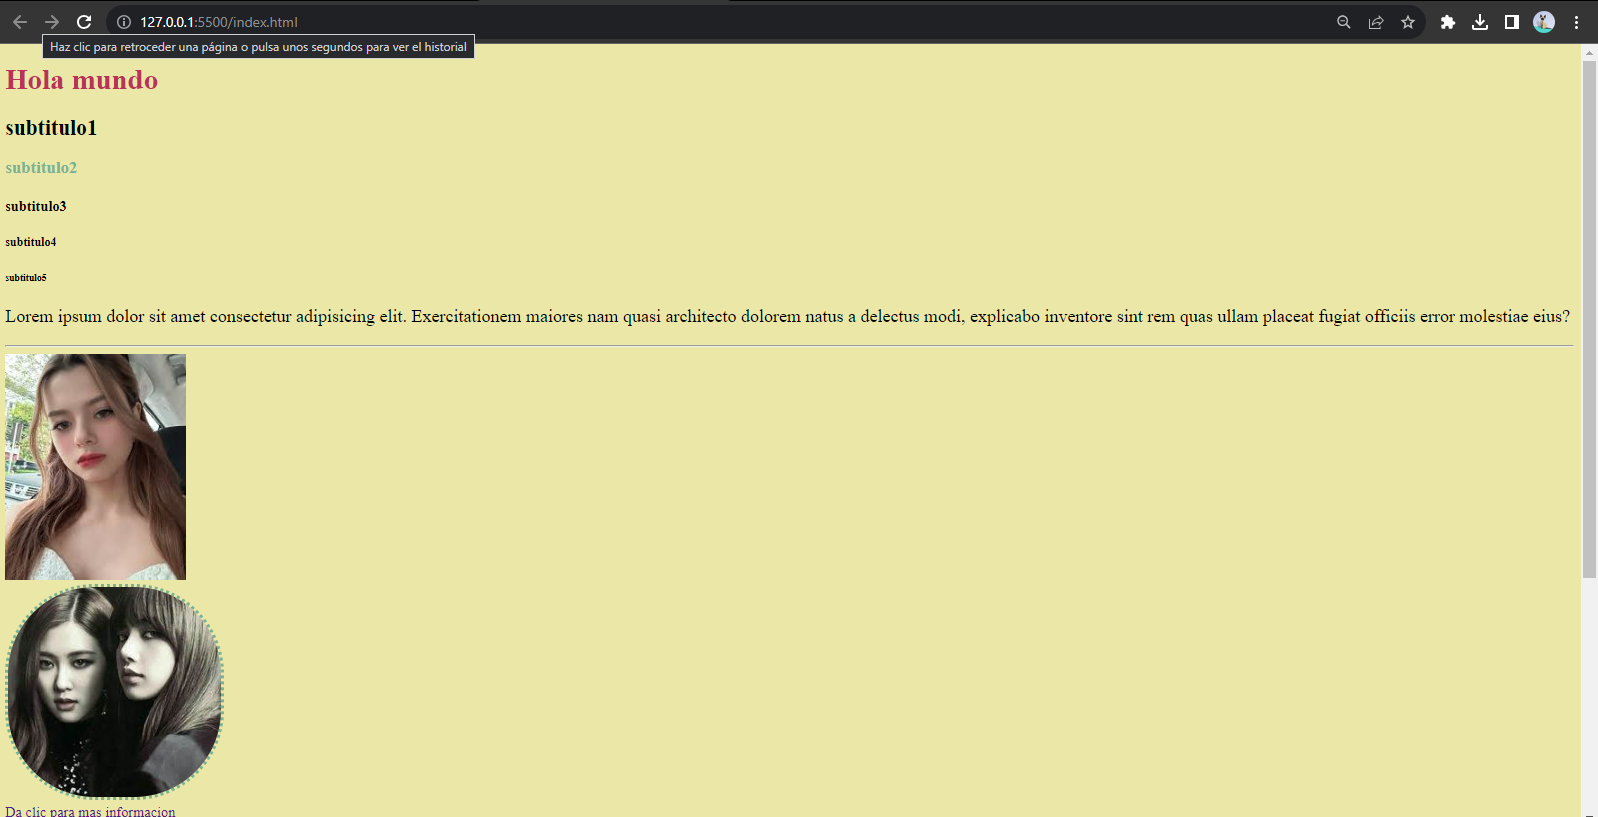 127.0.0.1:5500/index.html
Haz clic para retroceder una página o pulsa unos segundos para ver el historial
Hola mundo
subtitulo1
subtitulo2
subtitulo3
subtitulo4
subtitulo5
Lorem ipsum dolor sit amet consectetur adipisicing elit. Exercitationem maiores nam quasi architecto dolorem natus a delectus modi, explicabo inventore sint rem quas ullam placeat fugiat officiis error molestiae eius?
Da clic para mas informacion